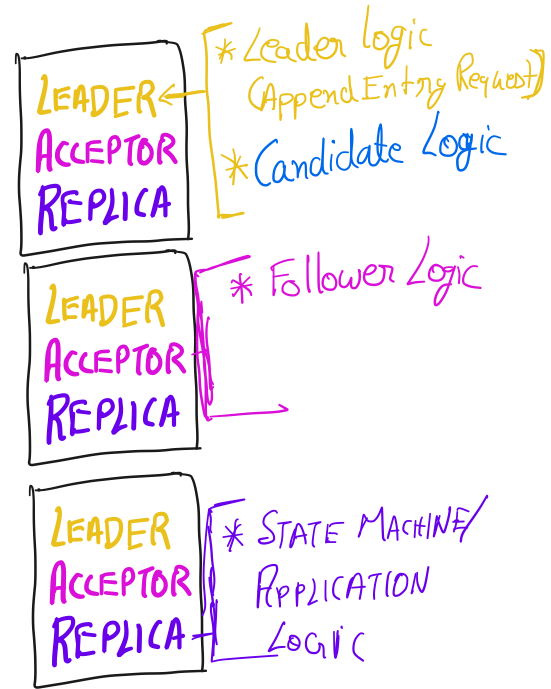 LEADER
ACCEPTOR
REPLICA
* Leader Logic
(AppendEntry Request)
* Candidate Logic
LEADER
ACCEPTOR
REPLICA
* Follower Logic
LEADER
ACCEPTOR
REPLICA
* STATE MACHINE/
APPLICATION
LOGIC